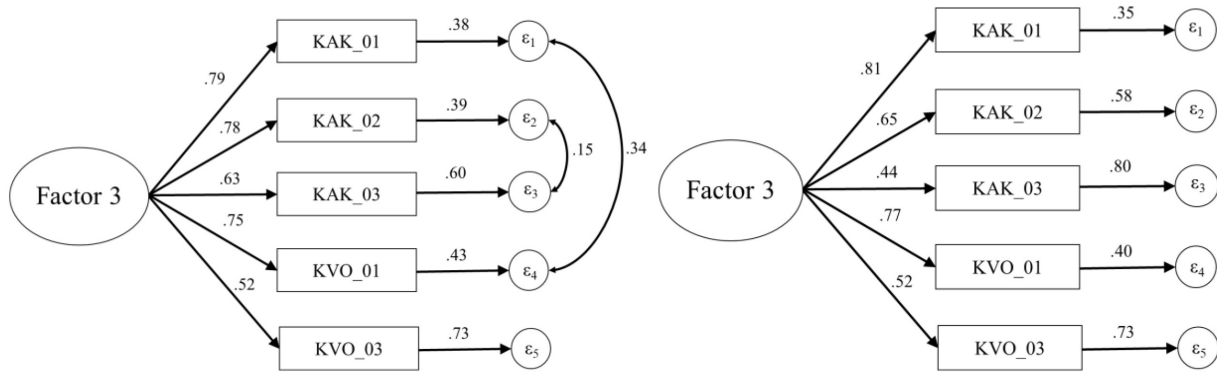 Factor 3
.79
.78
.63
.75
.52
KAK_01
KAK_02
KAK_03
KVO_01
KVO_03
.38
.39
.60
.43
.73
ε1
ε2
ε3
ε4
ε5
.15
.34
Factor 3
.81
.65
.44
.77
.52
KAK_01
KAK_02
KAK_03
KVO_01
KVO_03
.35
.58
.80
.40
.73
ε1
ε2
ε3
ε4
ε5